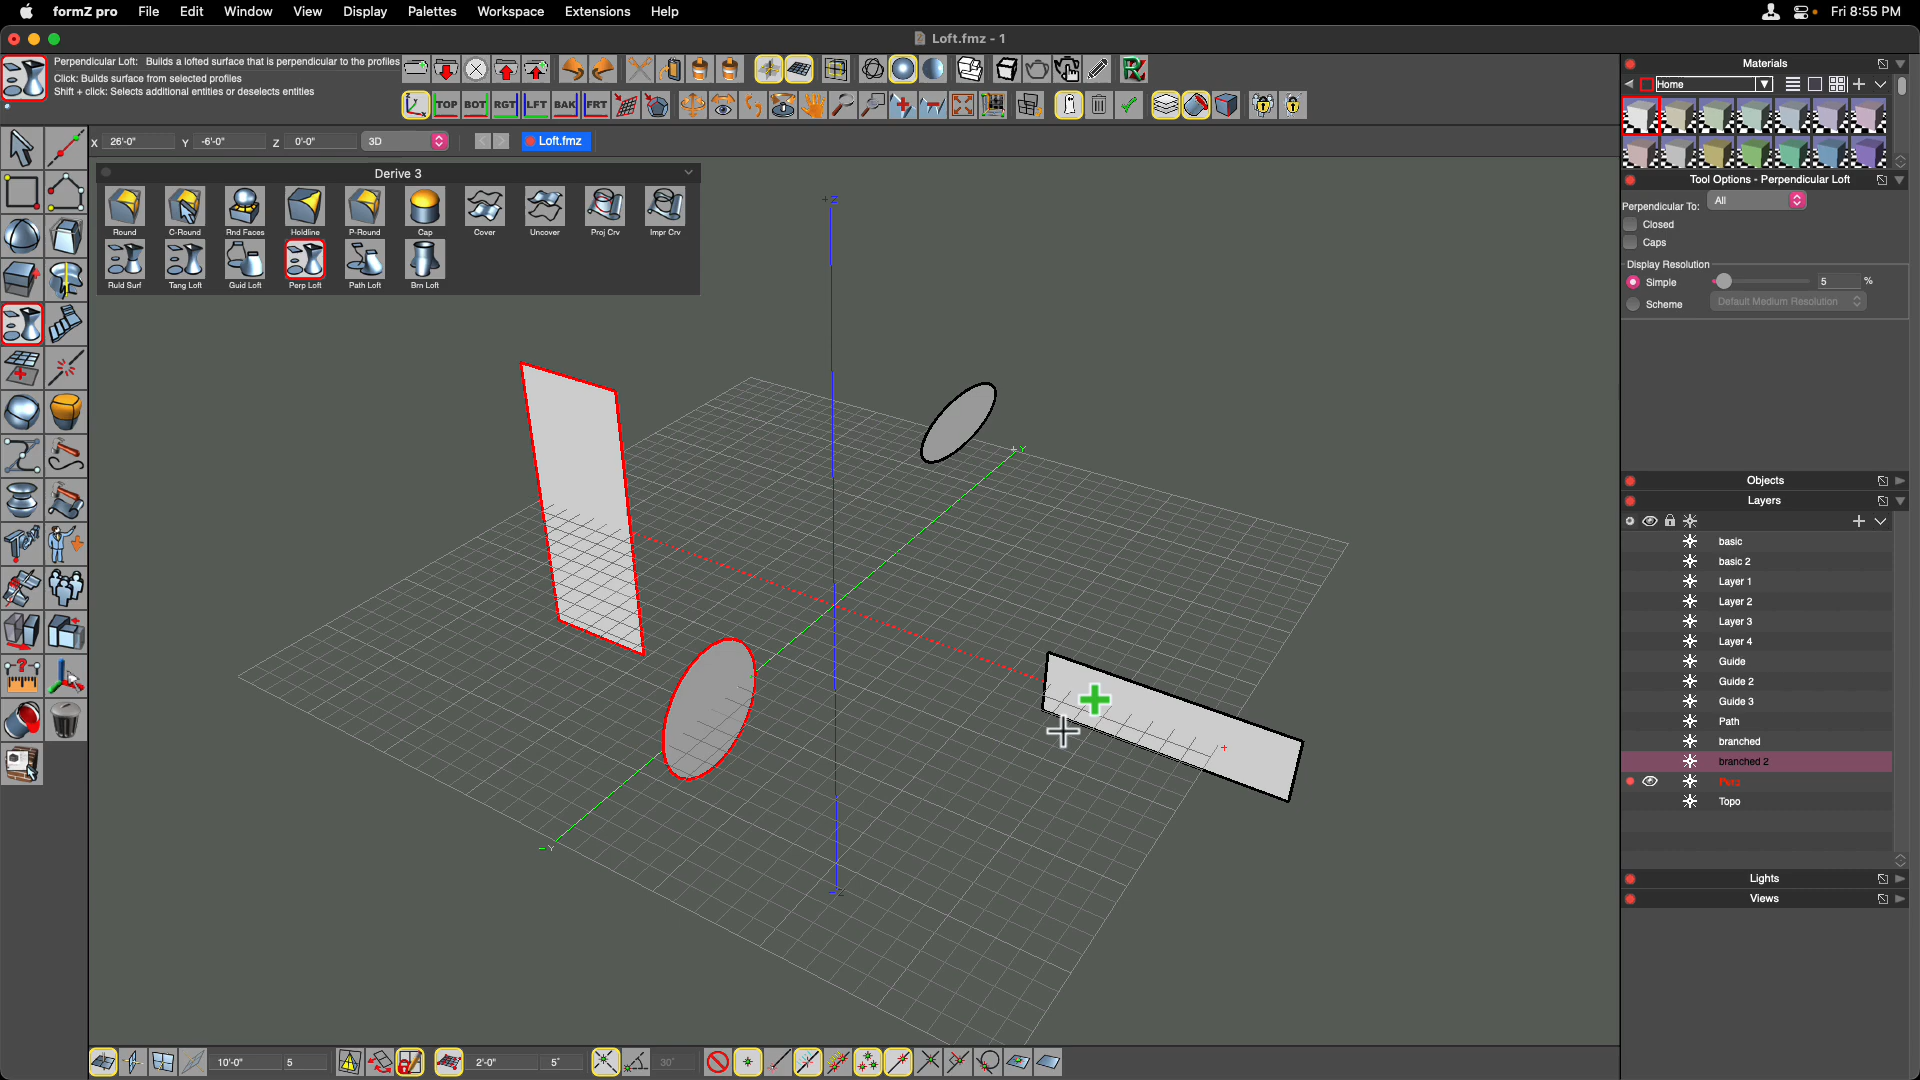 formZ pro File Edit Window View Display Palettes Workspace Extensions Help Fri 8:55 PM
Loft.fmz - 1
Perpendicular Loft: Builds a lofted surface that is perpendicular to the profiles
Click: Builds surface from selected profiles
Shift + click: Selects additional entities or deselects entities
TOP BOT RGT LFT BAK FRT
X 26'-0" Y -6'-0" Z 0'-0" 3D Loft.fmz
Derive 3
Round C-Round Rnd Faces Holdline P-Round Cap Cover Uncover Proj Crv Impr Crv
Ruld Surf Tang Loft Guid Loft Perp Loft Path Loft Brn Loft
Materials
Home
Tool Options - Perpendicular Loft
Perpendicular To: All
Closed
Caps
Display Resolution
Simple 5 %
Scheme Default Medium Resolution
Objects
Layers
basic
basic 2
Layer 1
Layer 2
Layer 3
Layer 4
Guide
Guide 2
Guide 3
Path
branched
branched 2
Topo
Lights
Views
+Z
+Y
-Y
-Z
10'-0" 5 2'-0" 5" 30°